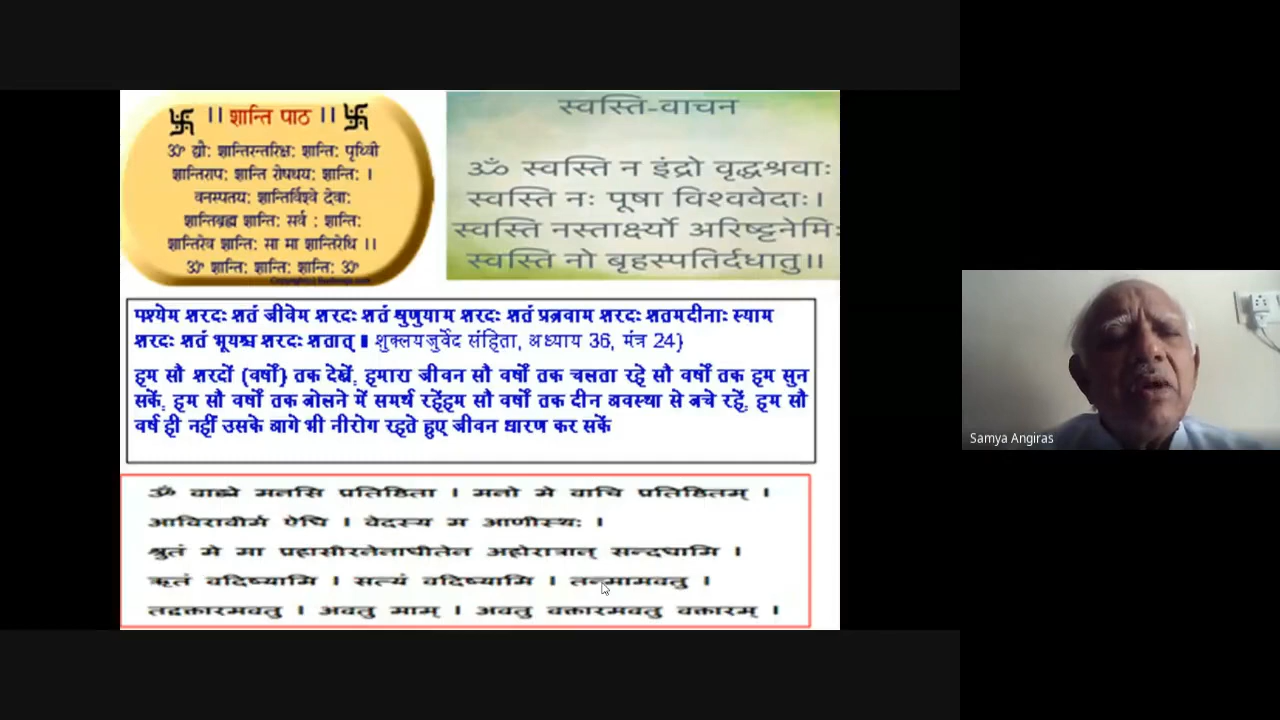 ।। शान्ति पाठ ।।
ॐ द्यौ: शान्तिरन्तरिक्ष: शान्ति: पृथ्वी
शान्तिराप: शान्ति रोषधय: शान्ति: ।
वनस्पतय: शान्तिर्विश्वे देवा:
शान्तिब्रह्म शान्ति: सर्व : शान्ति:
शान्तिरेव शान्ति: सा मा शान्तिरेधि ।।
ॐ शान्ति: शान्ति: शान्ति: ॐ
स्वस्ति-वाचन
ॐ स्वस्ति न इंद्रो वृद्धश्रवाः
स्वस्ति नः पूषा विश्ववेदाः।
स्वस्ति नस्तार्क्ष्यो अरिष्ट्टनेमिः
स्वस्ति नो बृहस्पतिर्दधातु॥
पश्येम शरदः शतं जीवेम शरदः शतं श्रुणुयाम शरदः शतं प्रब्रवाम शरदः शतमदीनाः स्याम
शरदः शतं भूयश्च शरदः शतात् ॥ शुक्लयजुर्वेद संहिता, अध्याय 36, मंत्र 24}
हम सौ शरदों {वर्षों} तक देखें, हमारा जीवन सौ वर्षों तक चलता रहे सौ वर्षों तक हम सुन
सकें, हम सौ वर्षों तक बोलने में समर्थ रहेंहम सौ वर्षों तक दीन अवस्था से बचे रहें, हम सौ
वर्ष ही नहीं उसके आगे भी नीरोग रहते हुए जीवन धारण कर सकें
ॐ वाङ्मे मनसि प्रतिष्ठिता । मनो मे वाचि प्रतिष्ठितम् ।
आविरावीर्म ऐधि । वेदस्य म आणीस्थः ।
श्रुतं मे मा प्रहासीरनेनाधीतेन अहोरात्रान् सन्दधामि ।
ऋतं वदिष्यामि । सत्यं वदिष्यामि । तन्मामवतु ।
तद्वक्तारमवतु । अवतु माम् । अवतु वक्तारमवतु वक्तारम् ।
Samya Angiras